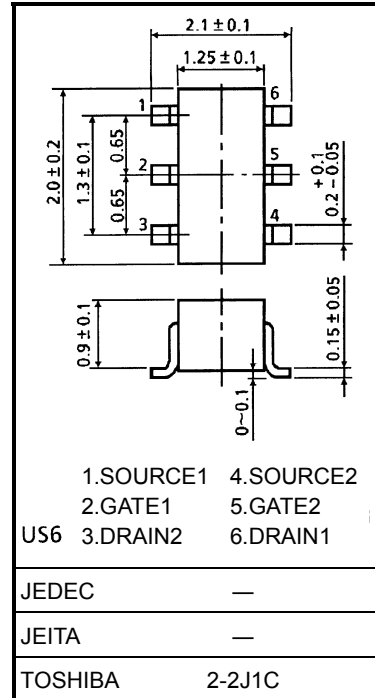 2.1±0.1
1.25±0.1
1
6
2
5
3
4
2.0±0.2
1.3±0.1
0.65
0.65
+0.1
0.2-0.05
0.9±0.1
0.15±0.05
0~0.1
1.SOURCE1 4.SOURCE2
2.GATE1 5.GATE2
US6 3.DRAIN2 6.DRAIN1
JEDEC —
JEITA —
TOSHIBA 2-2J1C